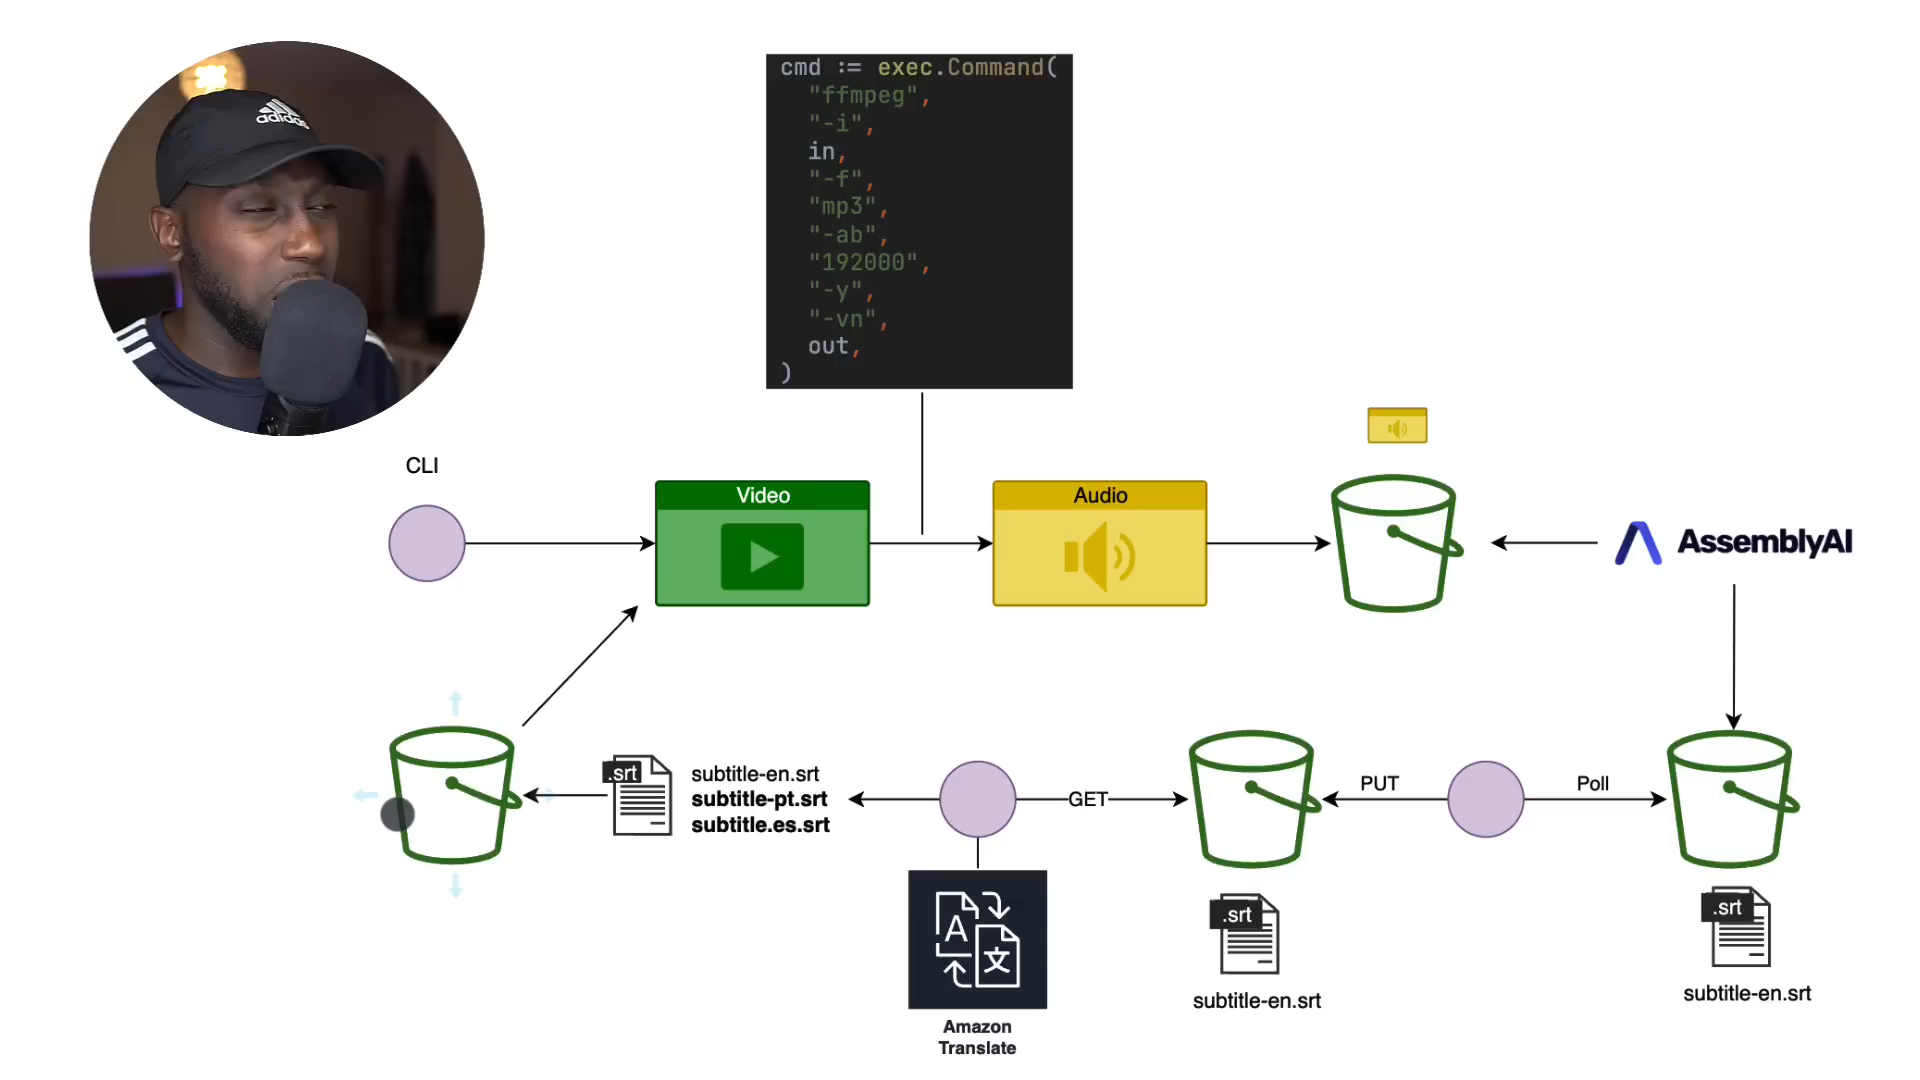 adidas
cmd := exec.Command(
"ffmpeg",
"-i",
in,
"-f",
"mp3",
"-ab",
"192000",
"-y",
"-vn",
out,
)
CLI
Video
Audio
AssemblyAI
.srt
subtitle-en.srt
subtitle-pt.srt
subtitle.es.srt
GET
PUT
Poll
A
文
Amazon
Translate
.srt
subtitle-en.srt
.srt
subtitle-en.srt